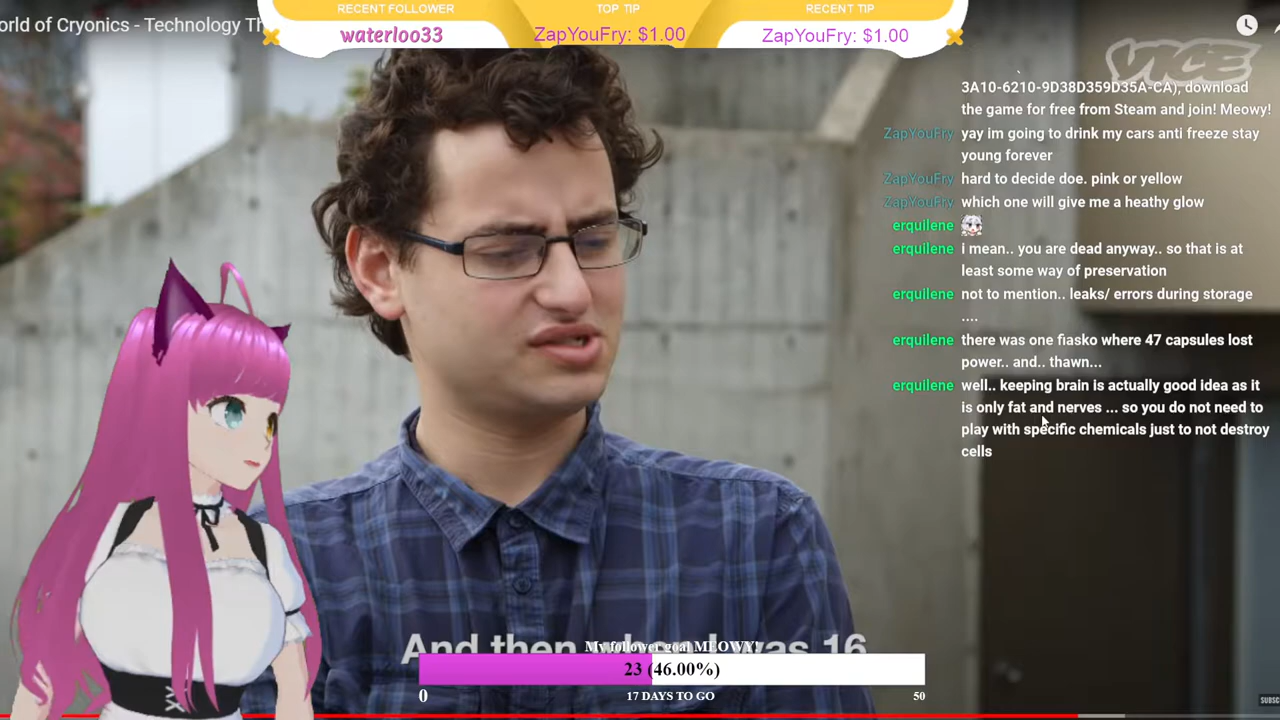 orld of Cryonics - Technology Th
RECENT FOLLOWER
waterloo33
TOP TIP
ZapYouFry: $1.00
RECENT TIP
ZapYouFry: $1.00
VICE
3A10-6210-9D38D359D35A-CA), download
the game for free from Steam and join! Meowy!
ZapYouFry yay im going to drink my cars anti freeze stay
young forever
ZapYouFry hard to decide doe. pink or yellow
ZapYouFry which one will give me a heathy glow
erquilene
erquilene i mean.. you are dead anyway.. so that is at
least some way of preservation
erquilene not to mention.. leaks/ errors during storage
....
erquilene there was one fiasko where 47 capsules lost
power.. and.. thawn...
erquilene well.. keeping brain is actually good idea as it
is only fat and nerves ... so you do not need to
play with specific chemicals just to not destroy
cells
And then when I was 16
My follower goal MEOWY!
23 (46.00%)
0
17 DAYS TO GO
50
SUBSC